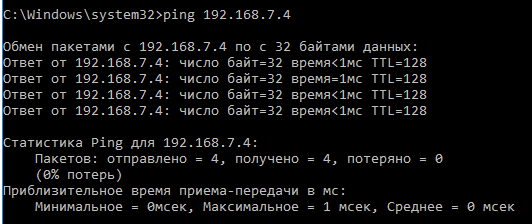 C:\Windows\system32>ping 192.168.7.4
Обмен пакетами с 192.168.7.4 по с 32 байтами данных:
Ответ от 192.168.7.4: число байт=32 время<1мс TTL=128
Ответ от 192.168.7.4: число байт=32 время=1мс TTL=128
Ответ от 192.168.7.4: число байт=32 время<1мс TTL=128
Ответ от 192.168.7.4: число байт=32 время<1мс TTL=128
Статистика Ping для 192.168.7.4:
Пакетов: отправлено = 4, получено = 4, потеряно = 0
(0% потерь)
Приблизительное время приема-передачи в мс:
Минимальное = 0мсек, Максимальное = 1 мсек, Среднее = 0 мсек